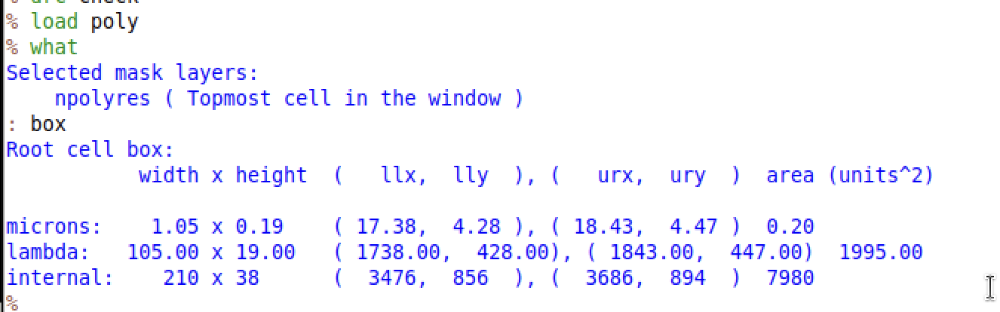 % drc check
% load poly
% what
Selected mask layers:
    npolyres ( Topmost cell in the window )
: box
Root cell box:
           width x height  (   llx,  lly  ), (   urx,  ury  )  area (units^2)
microns:    1.05 x 0.19    ( 17.38,  4.28 ), ( 18.43,  4.47 )  0.20
lambda:   105.00 x 19.00   ( 1738.00,  428.00), ( 1843.00,  447.00)  1995.00
internal:    210 x 38      (  3476,  856  ), (  3686,  894  )  7980
%